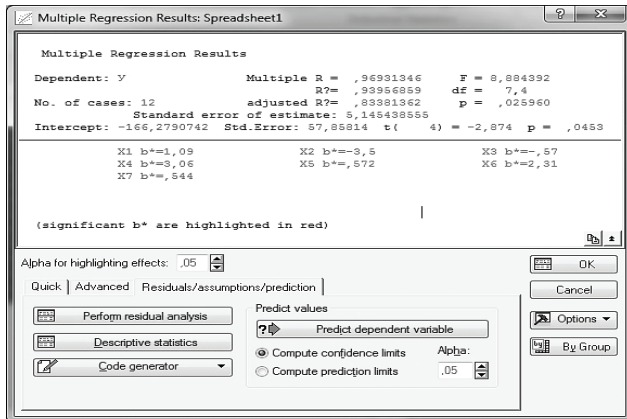 Multiple Regression Results: Spreadsheet1
Multiple Regression Results
Dependent: Y Multiple R = ,96931346 F = 8,884392
R?= ,93956859 df = 7,4
No. of cases: 12 adjusted R?= ,83381362 p = ,025960
Standard error of estimate: 5,145438555
Intercept: -166,2790742 Std.Error: 57,85814 t( 4) = -2,874 p = ,0453
X1 b*=1,09 X2 b*=-3,5 X3 b*=-,57
X4 b*=3,06 X5 b*=,572 X6 b*=2,31
X7 b*=,544
(significant b* are highlighted in red)
Alpha for highlighting effects: ,05
OK
Quick Advanced Residuals/assumptions/prediction
Cancel
Perform residual analysis
Predict values
Predict dependent variable
Options
Descriptive statistics
Compute confidence limits Alpha:
By Group
Code generator
Compute prediction limits ,05